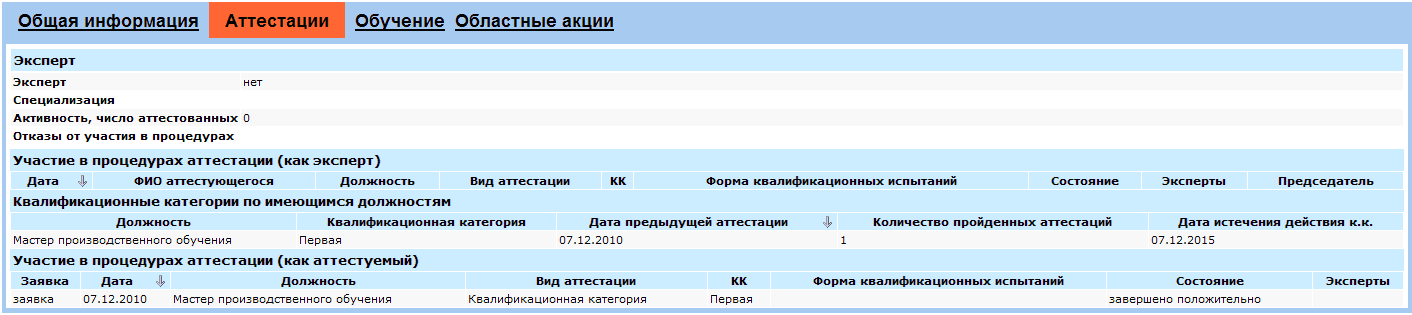 Общая информация Аттестации Обучение Областные акции
Эксперт
Эксперт нет
Специализация
Активность, число аттестованных 0
Отказы от участия в процедурах
Участие в процедурах аттестации (как эксперт)
Дата ФИО аттестующегося Должность Вид аттестации КК Форма квалификационных испытаний Состояние Эксперты Председатель
Квалификационные категории по имеющимся должностям
Должность Квалификационная категория Дата предыдущей аттестации Количество пройденных аттестаций Дата истечения действия к.к.
Мастер производственного обучения Первая 07.12.2010 1 07.12.2015
Участие в процедурах аттестации (как аттестуемый)
Заявка Дата Должность Вид аттестации КК Форма квалификационных испытаний Состояние Эксперты
заявка 07.12.2010 Мастер производственного обучения Квалификационная категория Первая завершено положительно